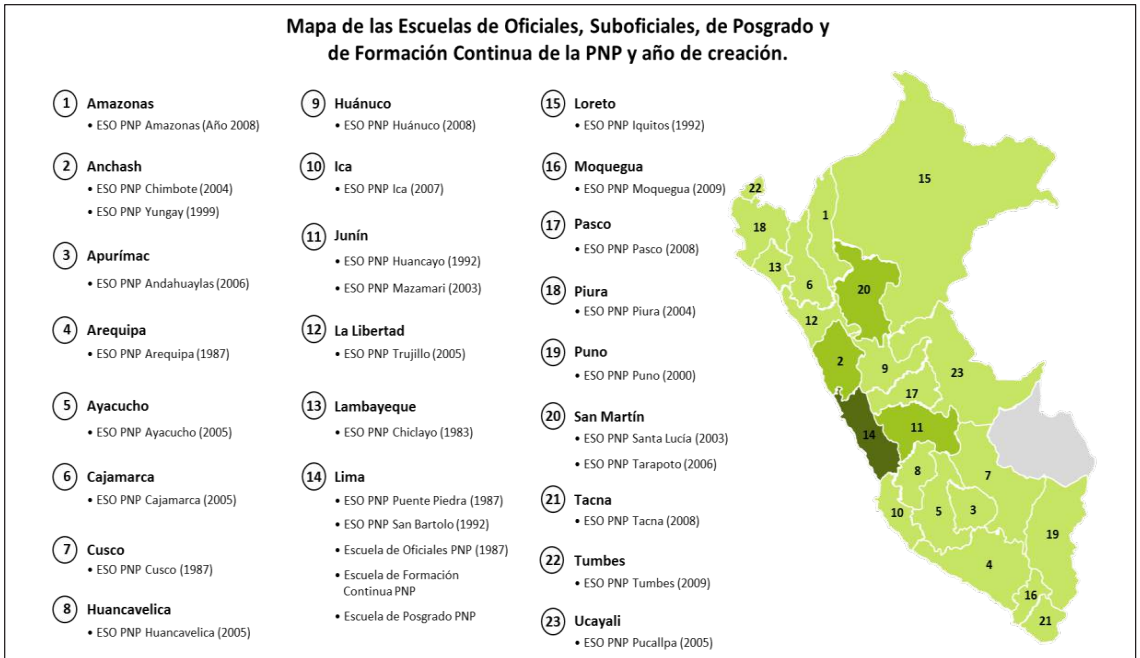 Mapa de las Escuelas de Oficiales, Suboficiales, de Posgrado y
de Formación Continua de la PNP y año de creación.
1 Amazonas
• ESO PNP Amazonas (Año 2008)
2 Anchash
• ESO PNP Chimbote (2004)
• ESO PNP Yungay (1999)
3 Apurímac
• ESO PNP Andahuaylas (2006)
4 Arequipa
• ESO PNP Arequipa (1987)
5 Ayacucho
• ESO PNP Ayacucho (2005)
6 Cajamarca
• ESO PNP Cajamarca (2005)
7 Cusco
• ESO PNP Cusco (1987)
8 Huancavelica
• ESO PNP Huancavelica (2005)
9 Huánuco
• ESO PNP Huánuco (2008)
10 Ica
• ESO PNP Ica (2007)
11 Junín
• ESO PNP Huancayo (1992)
• ESO PNP Mazamari (2003)
12 La Libertad
• ESO PNP Trujillo (2005)
13 Lambayeque
• ESO PNP Chiclayo (1983)
14 Lima
• ESO PNP Puente Piedra (1987)
• ESO PNP San Bartolo (1992)
• Escuela de Oficiales PNP (1987)
• Escuela de Formación
Continua PNP
• Escuela de Posgrado PNP
15 Loreto
• ESO PNP Iquitos (1992)
16 Moquegua
• ESO PNP Moquegua (2009)
17 Pasco
• ESO PNP Pasco (2008)
18 Piura
• ESO PNP Piura (2004)
19 Puno
• ESO PNP Puno (2000)
20 San Martín
• ESO PNP Santa Lucía (2003)
• ESO PNP Tarapoto (2006)
21 Tacna
• ESO PNP Tacna (2008)
22 Tumbes
• ESO PNP Tumbes (2009)
23 Ucayali
• ESO PNP Pucallpa (2005)
15
22
1
18
13
6
20
12
2
9
23
17
14
11
8
7
10
5
3
19
4
16
21